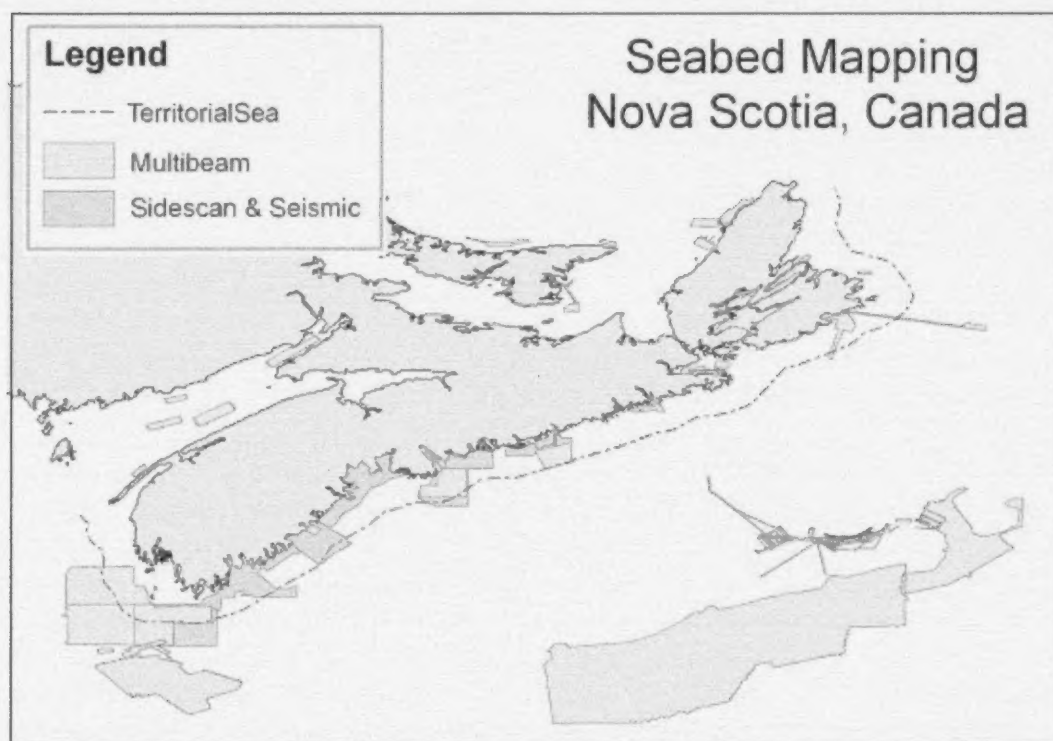 Legend
TerritorialSea
Multibeam
Sidescan & Seismic
Seabed Mapping
Nova Scotia, Canada